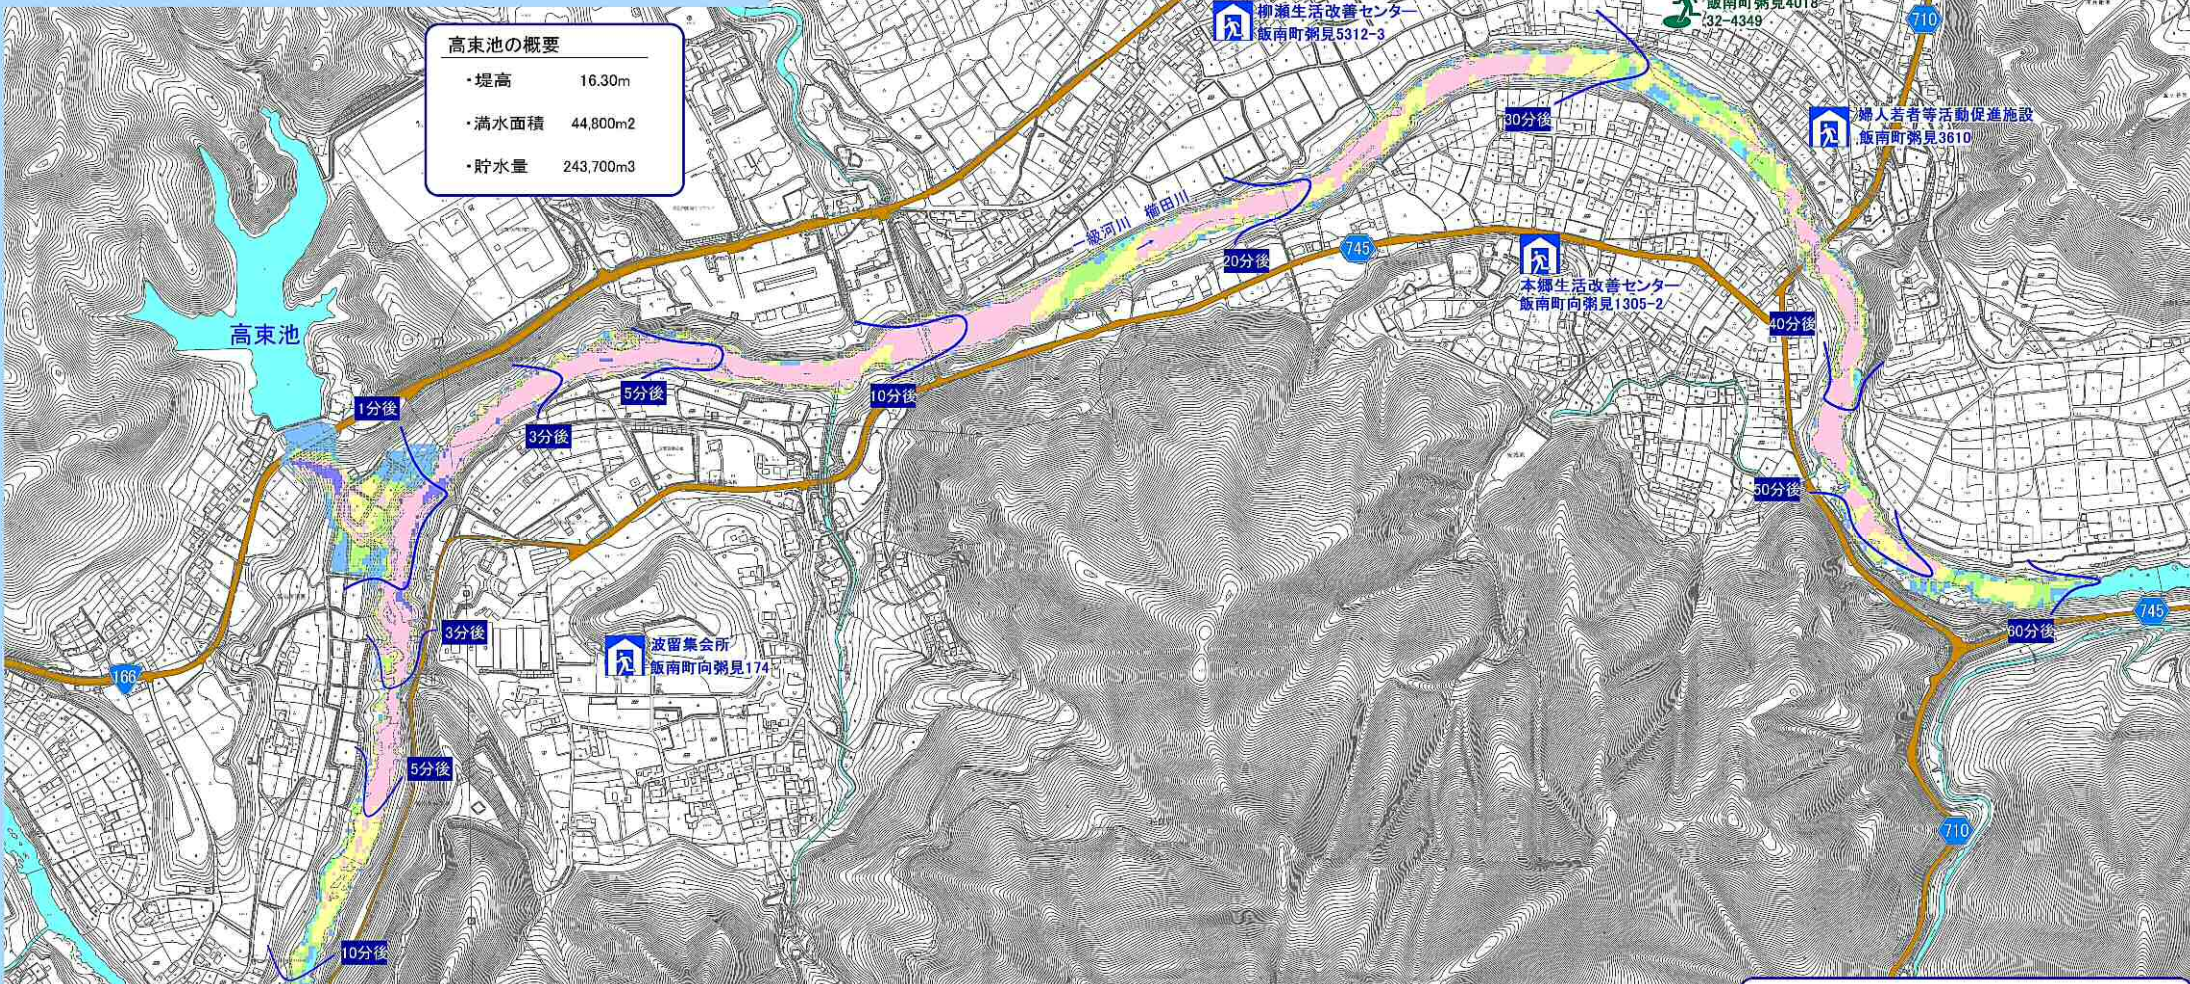 高束池の概要
・堤高 16.30m
・満水面積 44,800m2
・貯水量 243,700m3
柳瀬生活改善センター
飯南町粥見5312-3
飯南町粥見4018
32-4349
710
婦人若者等活動促進施設
飯南町粥見3610
30分後
一級河川 櫛田川
20分後
745
本郷生活改善センター
飯南町向粥見1305-2
40分後
高束池
1分後
5分後
10分後
3分後
50分後
3分後
波留集会所
飯南町向粥見174
166
60分後
745
5分後
710
10分後